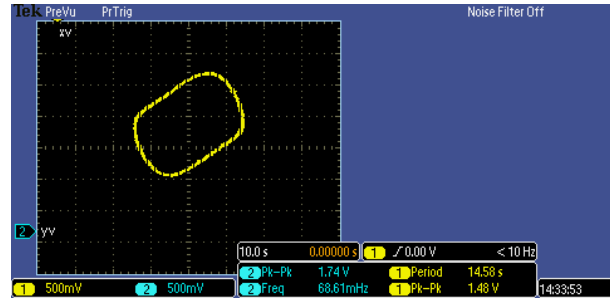 Tek PreVu PrTrig Noise Filter Off
XV
2 YV
10.0 s 0.00000 s 1 ∫ 0.00 V < 10 Hz
2 Pk-Pk 1.74 V 1 Period 14.58 s
1 500mV 2 500mV 2 Freq 68.61mHz 1 Pk-Pk 1.48 V 14:33:53